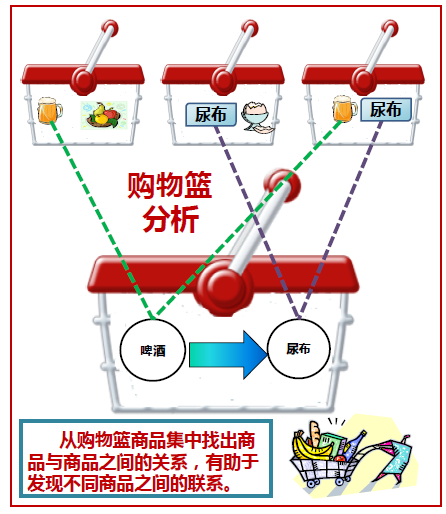 尿布
尿布
购物篮
分析
啤酒
尿布
从购物篮商品集中找出商
品与商品之间的关系，有助于
发现不同商品之间的联系。